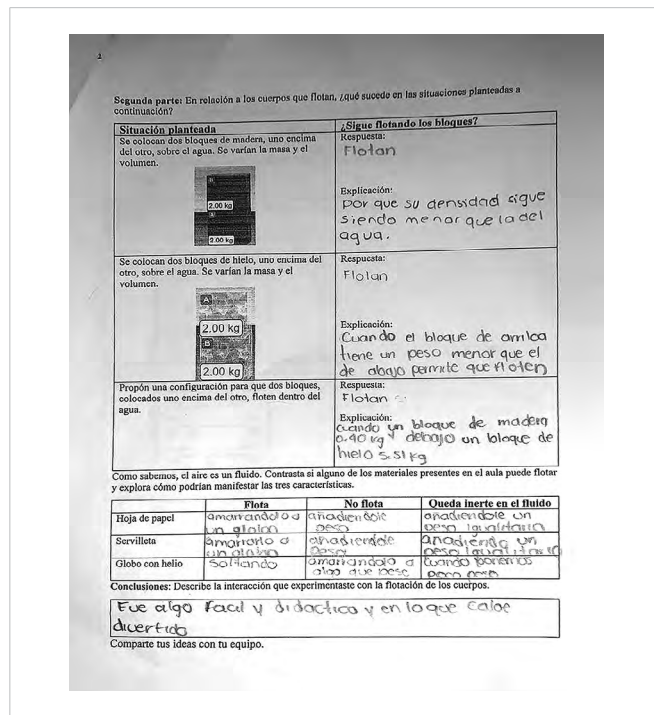 1
Segunda parte: En relación a los cuerpos que flotan, ¿qué sucede en las situaciones planteadas a
continuación?
Situación planteada
¿Sigue flotando los bloques?
Se colocan dos bloques de madera, uno encima
del otro, sobre el agua. Se varían la masa y el
volumen.
2.00 kg
2.00 kg
Respuesta:
Flotan
Explicación:
por que su densidad sigue
siendo menor que la del
agua.
Se colocan dos bloques de hielo, uno encima del
otro, sobre el agua. Se varían la masa y el
volumen.
A
2.00 kg
B
2.00 kg
Respuesta:
Flotan
Explicación:
Cuando el bloque de arriba
tiene un peso menor que el
de abajo permite que floten
Propón una configuración para que dos bloques,
colocados uno encima del otro, floten dentro del
agua.
Respuesta:
Flotan
Explicación:
cuando un bloque de madera
0.40 kg y debajo un bloque de
hielo 5.51 kg
Como sabemos, el aire es un fluido. Contrasta si alguno de los materiales presentes en el aula puede flotar
y explora cómo podrían manifestar las tres características.
Flota
No flota
Queda inerte en el fluido
Hoja de papel
amarrandolo a
un globo
añadiendole
peso
añadiendole un
peso igualitario
Servilleta
amarrarlo a
un globo
añadiendole
peso
añadiendo un
peso igualitario
Globo con helio
Soltando
amarrandolo a
algo que pese
Cuando ponemos
poco peso
Conclusiones: Describe la interacción que experimentaste con la flotación de los cuerpos.
Fue algo facil y didactico y en lo que cabe
divertido
Comparte tus ideas con tu equipo.